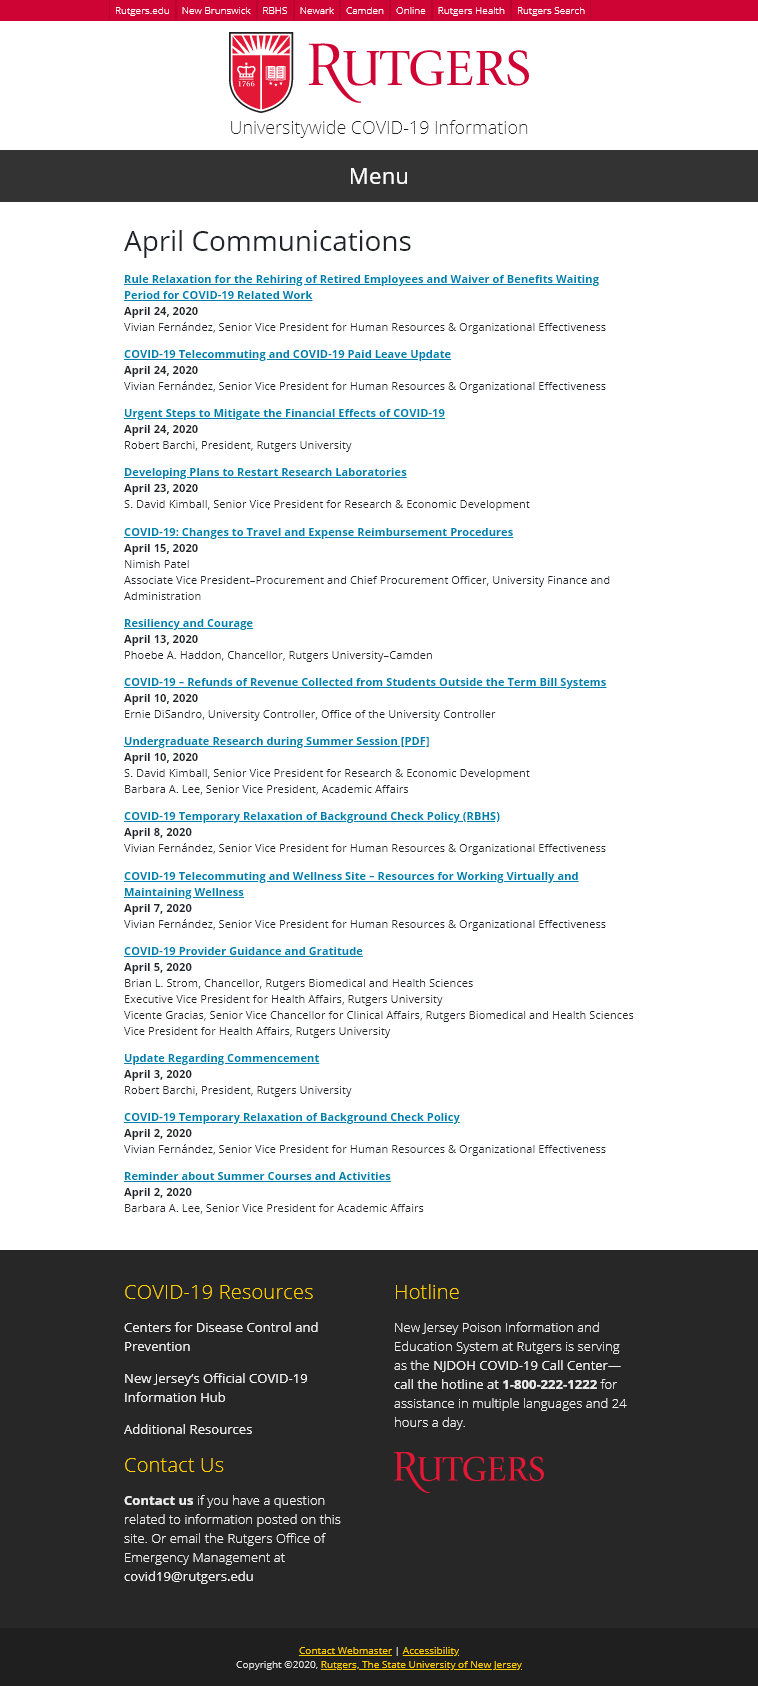 Rutgers.edu New Brunswick RBHS Newark Camden Online Rutgers Health Rutgers Search
1766
RUTGERS
Universitywide COVID-19 Information
Menu
April Communications
Rule Relaxation for the Rehiring of Retired Employees and Waiver of Benefits Waiting
Period for COVID-19 Related Work
April 24, 2020
Vivian Fernández, Senior Vice President for Human Resources & Organizational Effectiveness
COVID-19 Telecommuting and COVID-19 Paid Leave Update
April 24, 2020
Vivian Fernández, Senior Vice President for Human Resources & Organizational Effectiveness
Urgent Steps to Mitigate the Financial Effects of COVID-19
April 24, 2020
Robert Barchi, President, Rutgers University
Developing Plans to Restart Research Laboratories
April 23, 2020
S. David Kimball, Senior Vice President for Research & Economic Development
COVID-19: Changes to Travel and Expense Reimbursement Procedures
April 15, 2020
Nimish Patel
Associate Vice President–Procurement and Chief Procurement Officer, University Finance and
Administration
Resiliency and Courage
April 13, 2020
Phoebe A. Haddon, Chancellor, Rutgers University–Camden
COVID-19 – Refunds of Revenue Collected from Students Outside the Term Bill Systems
April 10, 2020
Ernie DiSandro, University Controller, Office of the University Controller
Undergraduate Research during Summer Session [PDF]
April 10, 2020
S. David Kimball, Senior Vice President for Research & Economic Development
Barbara A. Lee, Senior Vice President, Academic Affairs
COVID-19 Temporary Relaxation of Background Check Policy (RBHS)
April 8, 2020
Vivian Fernández, Senior Vice President for Human Resources & Organizational Effectiveness
COVID-19 Telecommuting and Wellness Site – Resources for Working Virtually and
Maintaining Wellness
April 7, 2020
Vivian Fernández, Senior Vice President for Human Resources & Organizational Effectiveness
COVID-19 Provider Guidance and Gratitude
April 5, 2020
Brian L. Strom, Chancellor, Rutgers Biomedical and Health Sciences
Executive Vice President for Health Affairs, Rutgers University
Vicente Gracias, Senior Vice Chancellor for Clinical Affairs, Rutgers Biomedical and Health Sciences
Vice President for Health Affairs, Rutgers University
Update Regarding Commencement
April 3, 2020
Robert Barchi, President, Rutgers University
COVID-19 Temporary Relaxation of Background Check Policy
April 2, 2020
Vivian Fernández, Senior Vice President for Human Resources & Organizational Effectiveness
Reminder about Summer Courses and Activities
April 2, 2020
Barbara A. Lee, Senior Vice President for Academic Affairs
COVID-19 Resources
Centers for Disease Control and
Prevention
New Jersey's Official COVID-19
Information Hub
Additional Resources
Contact Us
Contact us if you have a question
related to information posted on this
site. Or email the Rutgers Office of
Emergency Management at
covid19@rutgers.edu
Hotline
New Jersey Poison Information and
Education System at Rutgers is serving
as the NJDOH COVID-19 Call Center—
call the hotline at 1-800-222-1222 for
assistance in multiple languages and 24
hours a day.
RUTGERS
Contact Webmaster | Accessibility
Copyright ©2020, Rutgers, The State University of New Jersey